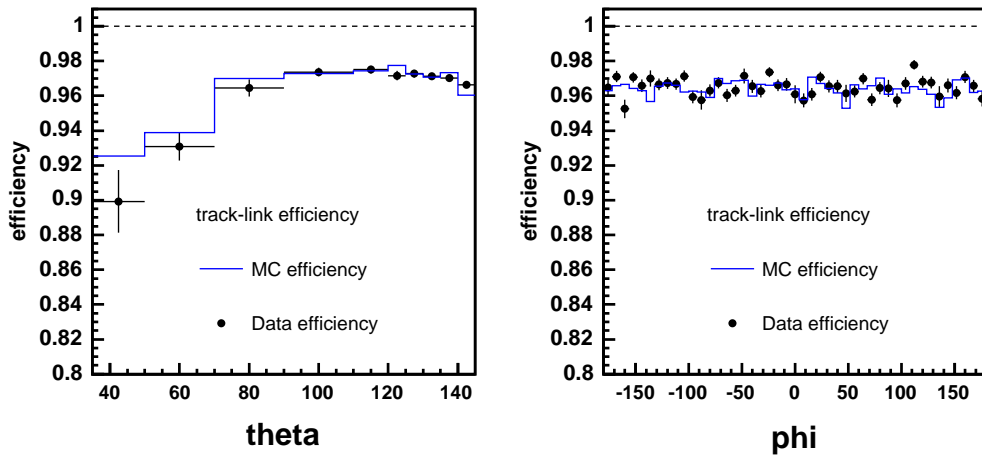 1
0.98
0.96
0.94
0.92
0.9
0.88
0.86
0.84
0.82
0.8
efficiency
track-link efficiency
MC efficiency
Data efficiency
40 60 80 100 120 140
theta
1
0.98
0.96
0.94
0.92
0.9
0.88
0.86
0.84
0.82
0.8
efficiency
track-link efficiency
MC efficiency
Data efficiency
-150 -100 -50 0 50 100 150
phi